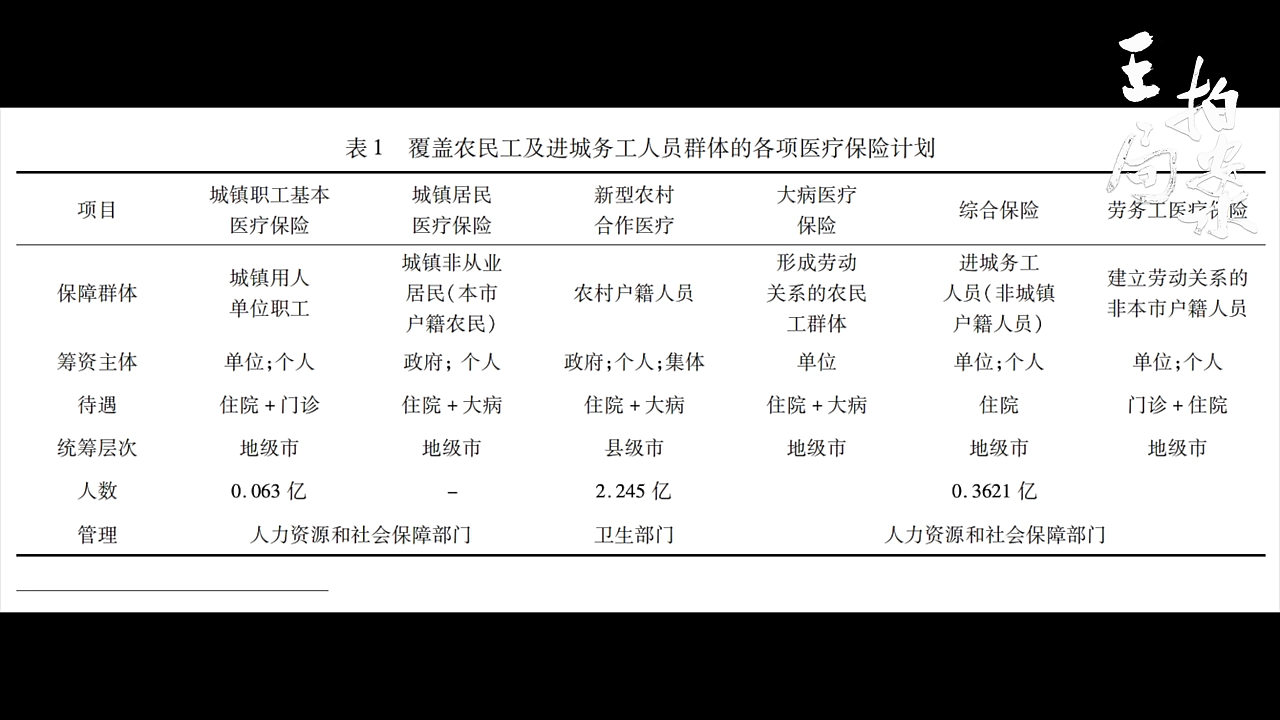 王拍案
表1 覆盖农民工及进城务工人员群体的各项医疗保险计划
项目 城镇职工基本医疗保险 城镇居民医疗保险 新型农村合作医疗 大病医疗保险 综合保险 劳务工医疗保险
保障群体 城镇用人单位职工 城镇非从业居民(本市户籍农民) 农村户籍人员 形成劳动关系的农民工群体 进城务工人员(非城镇户籍人员) 建立劳动关系的非本市户籍人员
筹资主体 单位;个人 政府; 个人 政府;个人;集体 单位 单位;个人 单位;个人
待遇 住院+门诊 住院+大病 住院+大病 住院+大病 住院 门诊+住院
统筹层次 地级市 地级市 县级市 地级市 地级市 地级市
人数 0.063亿 - 2.245亿 0.3621亿
管理 人力资源和社会保障部门 卫生部门 人力资源和社会保障部门